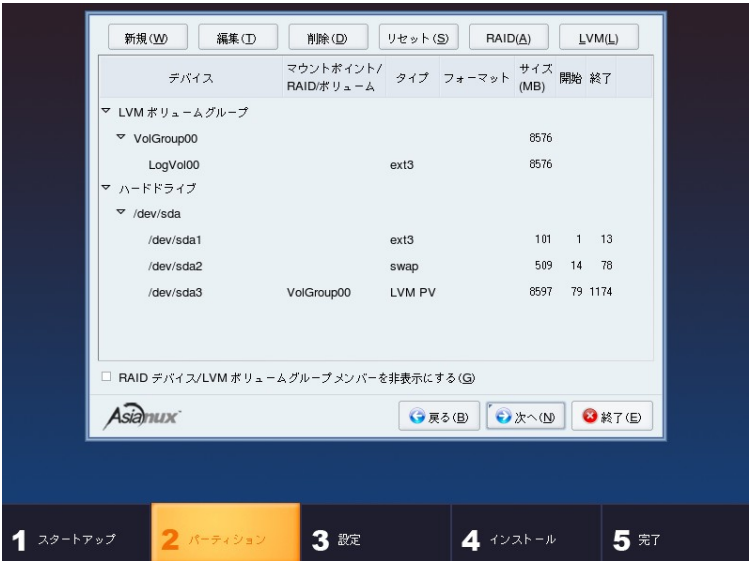 新規(W) 編集(T) 削除(D) リセット(S) RAID(A) LVM(L)
デバイス マウントポイント/ RAID/ボリューム タイプ フォーマット サイズ (MB) 開始 終了
LVM ボリュームグループ
VolGroup00 8576
LogVol00 ext3 8576
ハードドライブ
/dev/sda
/dev/sda1 ext3 101 1 13
/dev/sda2 swap 509 14 78
/dev/sda3 VolGroup00 LVM PV 8597 79 1174
RAID デバイス/LVM ボリュームグループメンバーを非表示にする(G)
Asianux 戻る(B) 次へ(N) 終了(E)
1 スタートアップ 2 パーティション 3 設定 4 インストール 5 完了